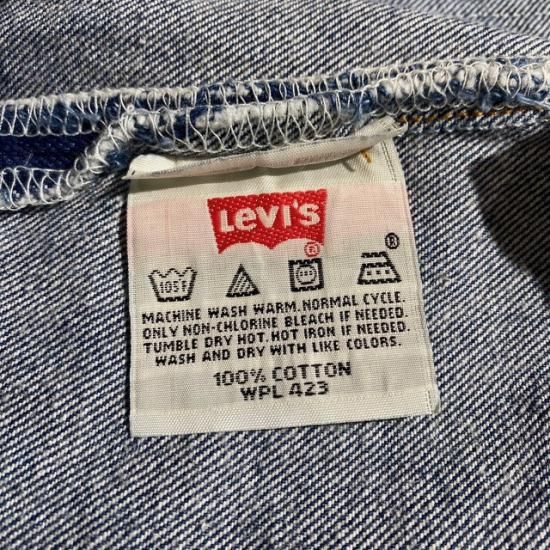 Levi's
®
®
105°F
MACHINE WASH WARM. NORMAL CYCLE.
ONLY NON-CHLORINE BLEACH IF NEEDED.
TUMBLE DRY HOT. HOT IRON IF NEEDED.
WASH AND DRY WITH LIKE COLORS.
100% COTTON
WPL 423